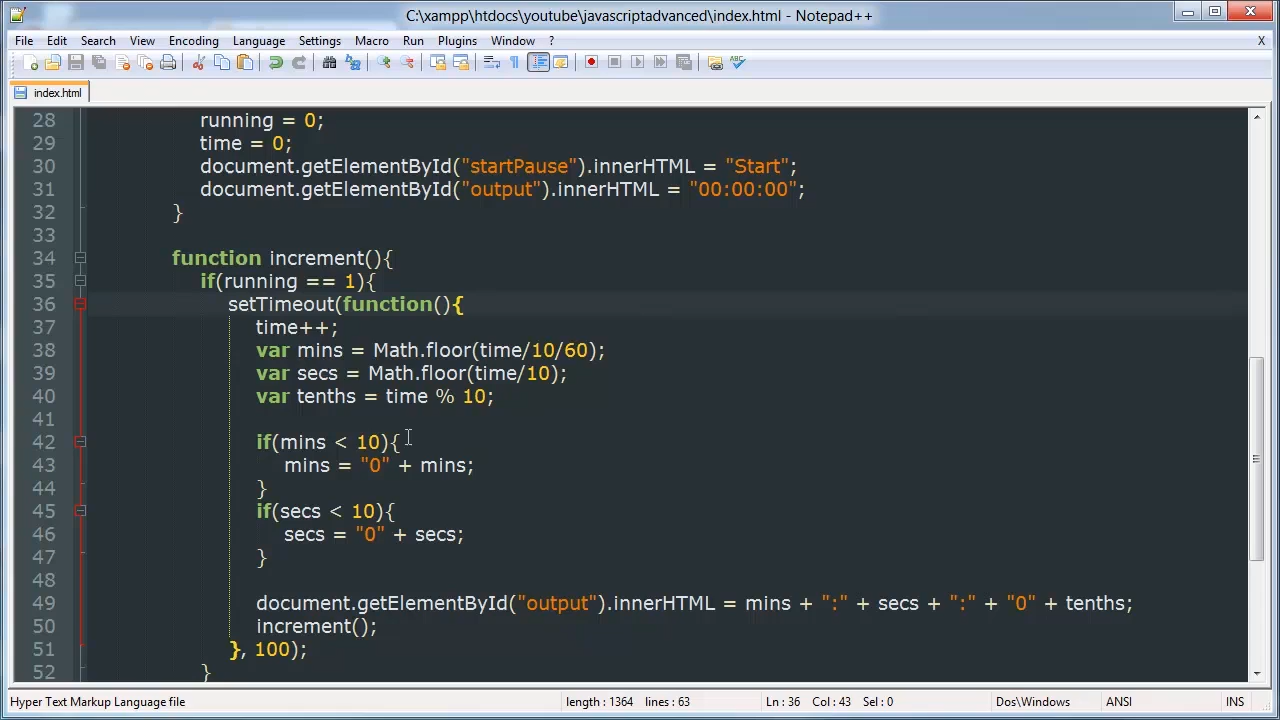 C:\xampp\htdocs\youtube\javascriptadvanced\index.html - Notepad++
File Edit Search View Encoding Language Settings Macro Run Plugins Window ? X
index.html
28 running = 0;
29 time = 0;
30 document.getElementById("startPause").innerHTML = "Start";
31 document.getElementById("output").innerHTML = "00:00:00";
32 }
33
34 function increment(){
35 if(running == 1){
36 setTimeout(function(){
37 time++;
38 var mins = Math.floor(time/10/60);
39 var secs = Math.floor(time/10);
40 var tenths = time % 10;
41
42 if(mins < 10){
43 mins = "0" + mins;
44 }
45 if(secs < 10){
46 secs = "0" + secs;
47 }
48
49 document.getElementById("output").innerHTML = mins + ":" + secs + ":" + "0" + tenths;
50 increment();
51 }, 100);
52 }
Hyper Text Markup Language file length : 1364 lines : 63 Ln : 36 Col : 43 Sel : 0 Dos\Windows ANSI INS